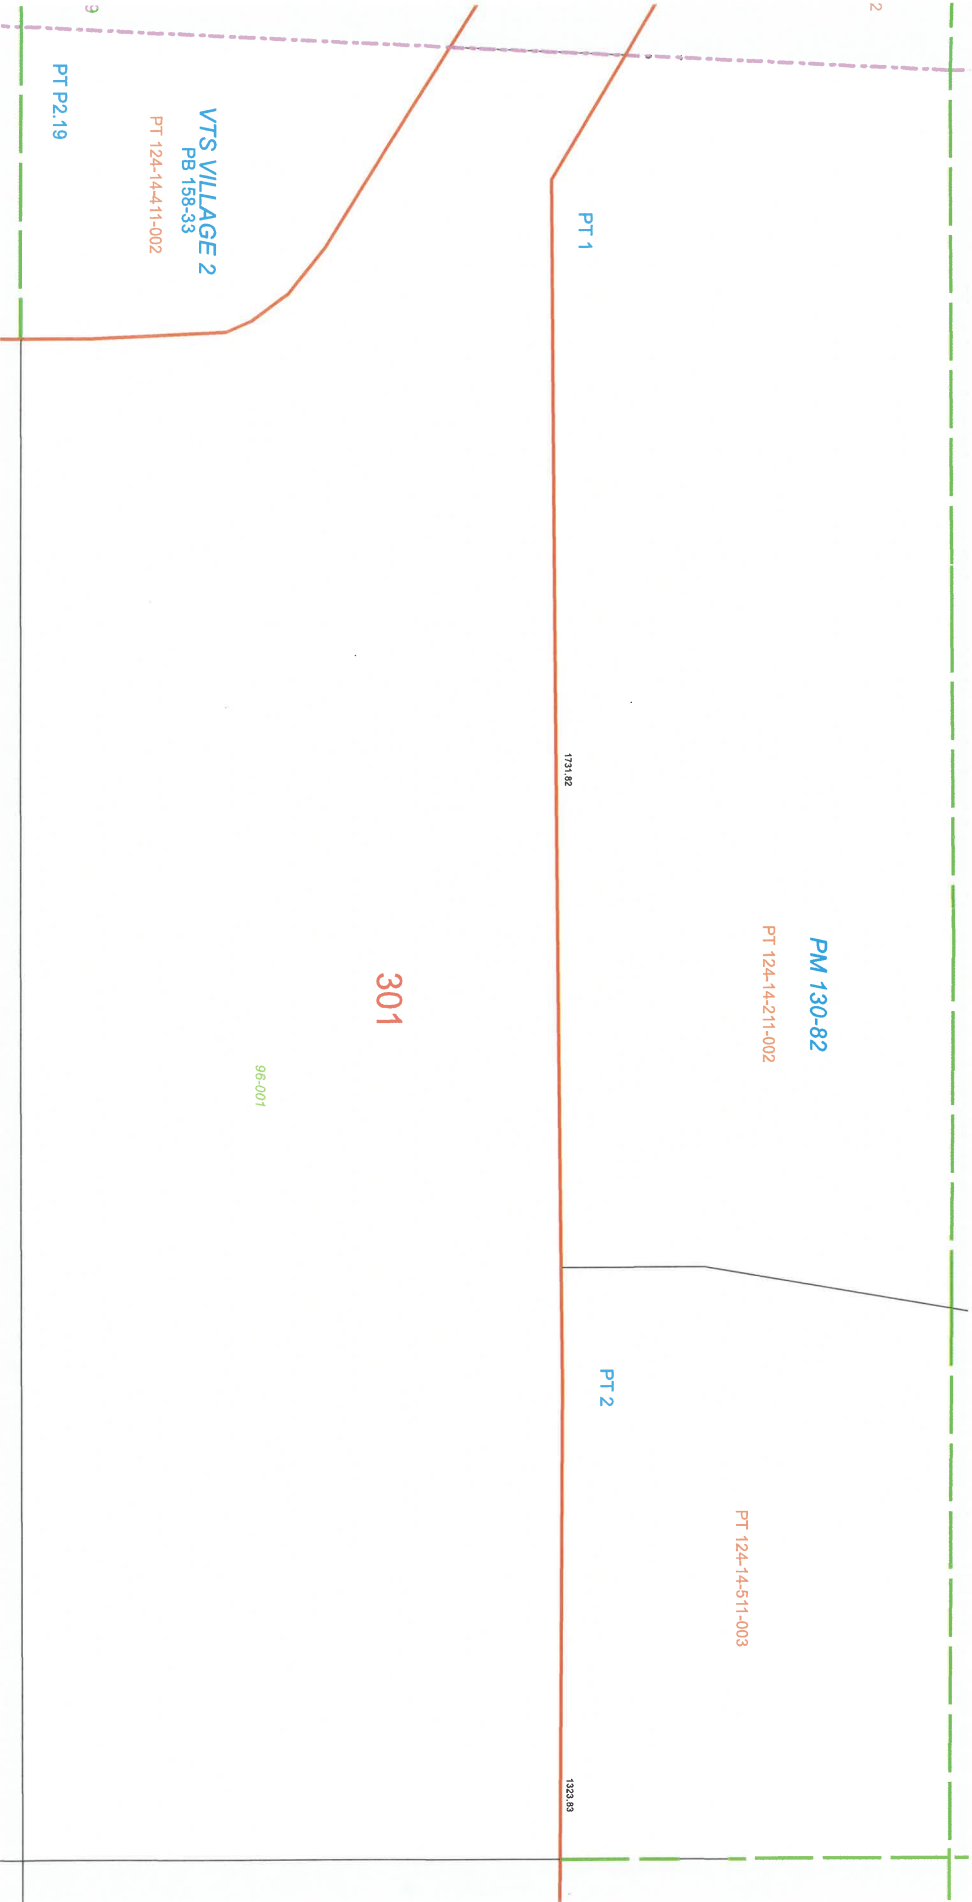 2
PM 130-82
PT 124-14-211-002
PT 124-14-511-003
PT 1
PT 2
1731.82
1323.83
301
96-001
VTS VILLAGE 2
PB 158-33
PT 124-14-411-002
PT P2.19